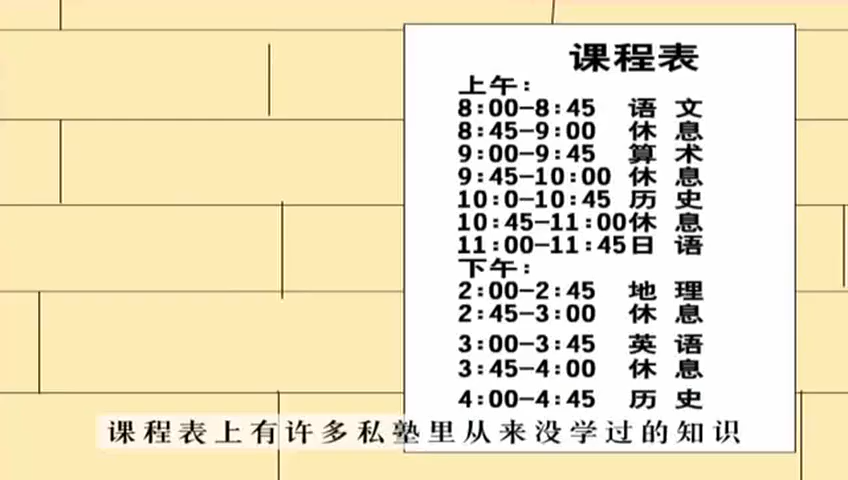 课程表
上午：
8:00-8:45 语文
8:45-9:00 休息
9:00-9:45 算术
9:45-10:00 休息
10:0-10:45 历史
10:45-11:00休息
11:00-11:45日语
下午：
2:00-2:45 地理
2:45-3:00 休息
3:00-3:45 英语
3:45-4:00 休息
4:00-4:45 历史
课程表上有许多私塾里从来没学过的知识